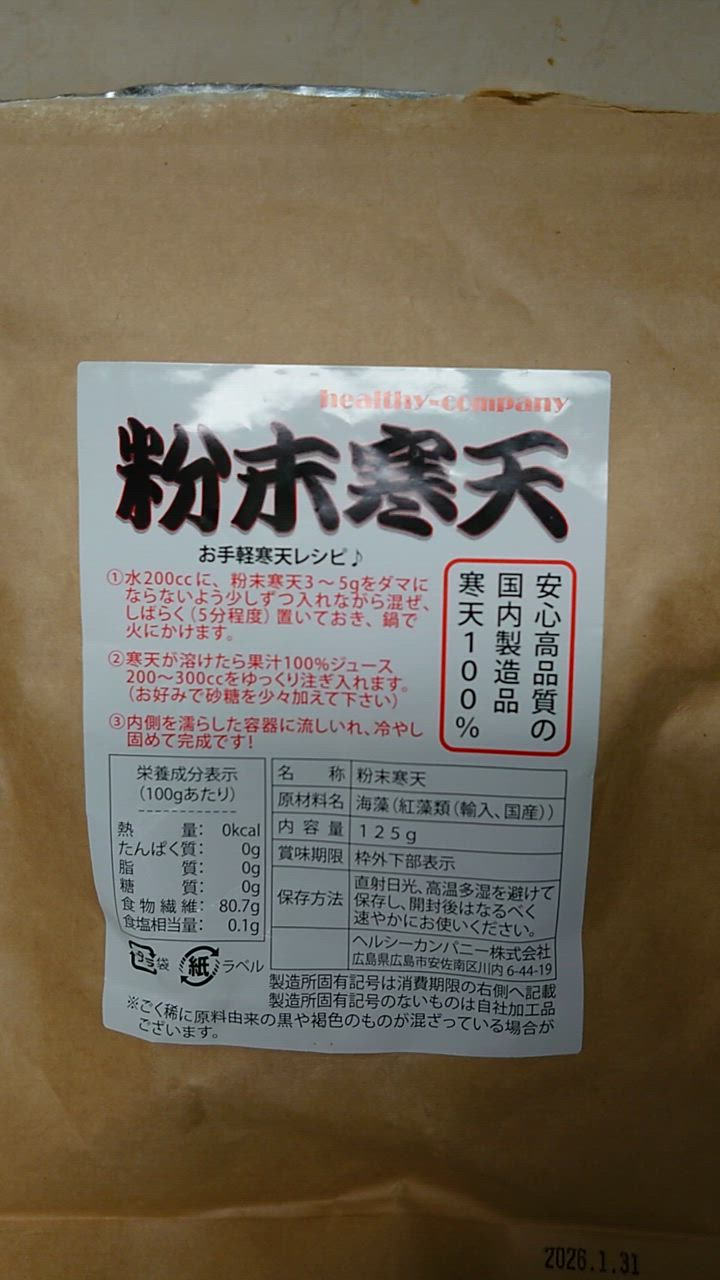 healthy-company
粉末寒天
お手軽寒天レシピ♪
①水200ccに、粉末寒天3～5gをダマに
ならないよう少しずつ入れながら混ぜ、
しばらく(5分程度)置いておき、鍋で
火にかけます。
②寒天が溶けたら果汁100%ジュース
200～300ccをゆっくり注ぎ入れます。
(お好みで砂糖を少々加えて下さい)
③内側を濡らした容器に流しいれ、冷やし
固めて完成です!
安心高品質の
国内製造品
寒天100%
栄養成分表示
(100gあたり)
熱量: 0kcal
たんぱく質: 0g
脂質: 0g
糖質: 0g
食物繊維: 80.7g
食塩相当量: 0.1g
名称 粉末寒天
原材料名 海藻(紅藻類(輸入、国産))
内容量 125g
賞味期限 枠外下部表示
保存方法 直射日光、高温多湿を避けて
保存し、開封後はなるべく
速やかにお使いください。
ヘルシーカンパニー株式会社
広島県広島市安佐南区川内 6-44-19
プラ 袋 紙 ラベル
製造所固有記号は消費期限の右側へ記載
製造所固有記号のないものは自社加工品
※ごく稀に原料由来の黒や褐色のものが混ざっている場合が
ございます。
2026.1.31